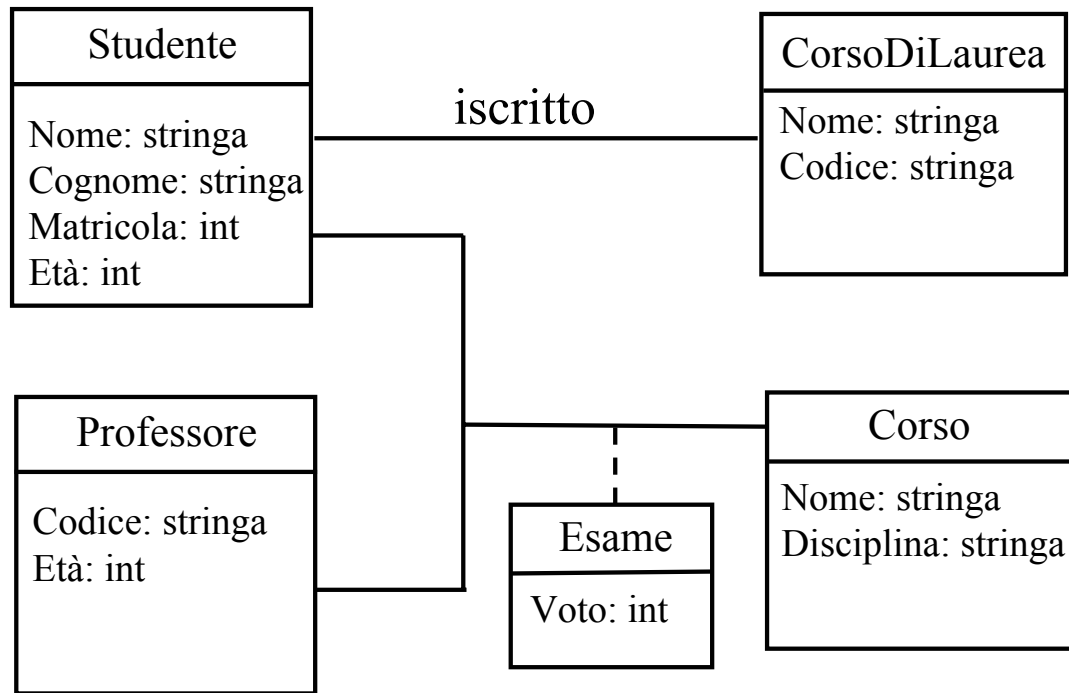 Studente
Nome: stringa
Cognome: stringa
Matricola: int
Età: int
iscritto
CorsoDiLaurea
Nome: stringa
Codice: stringa
Professore
Codice: stringa
Età: int
Esame
Voto: int
Corso
Nome: stringa
Disciplina: stringa